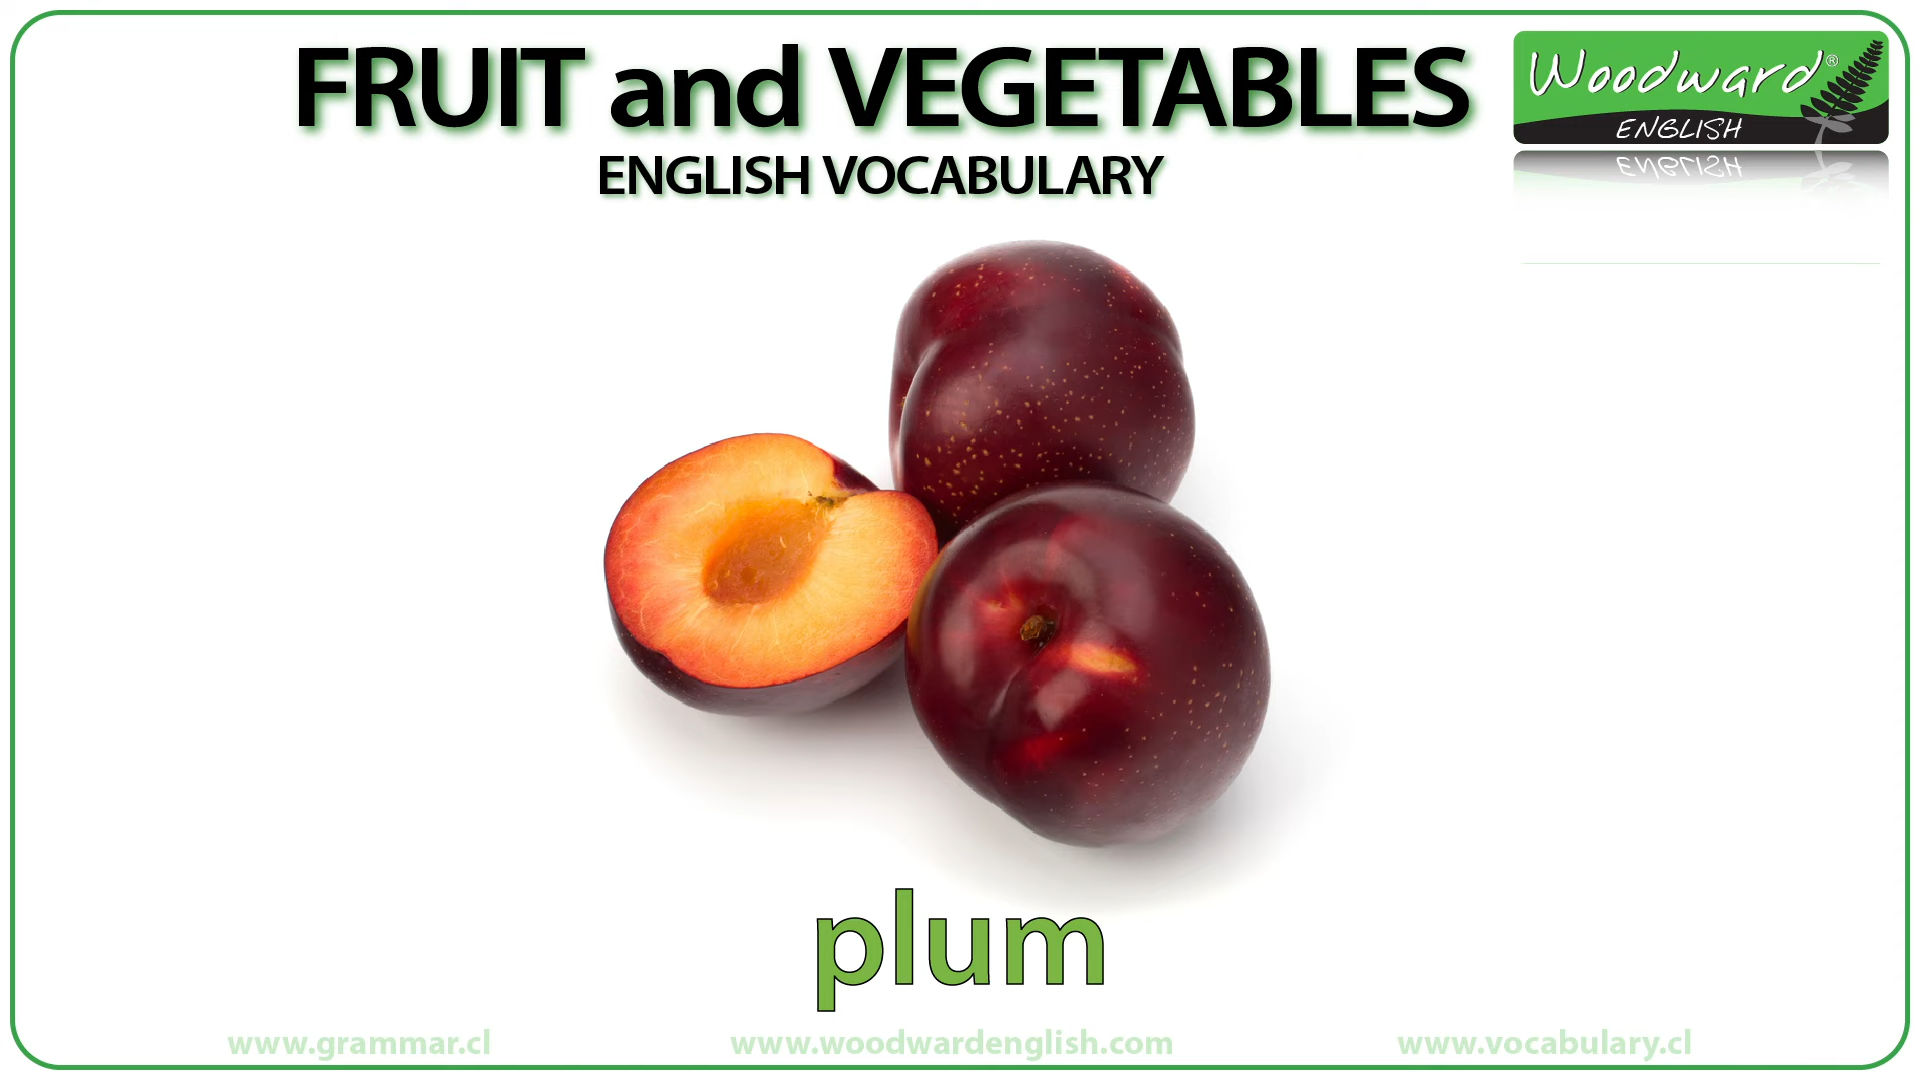 FRUIT and VEGETABLES
ENGLISH VOCABULARY
Woodward®
ENGLISH
plum
www.grammar.cl
www.woodwardenglish.com
www.vocabulary.cl